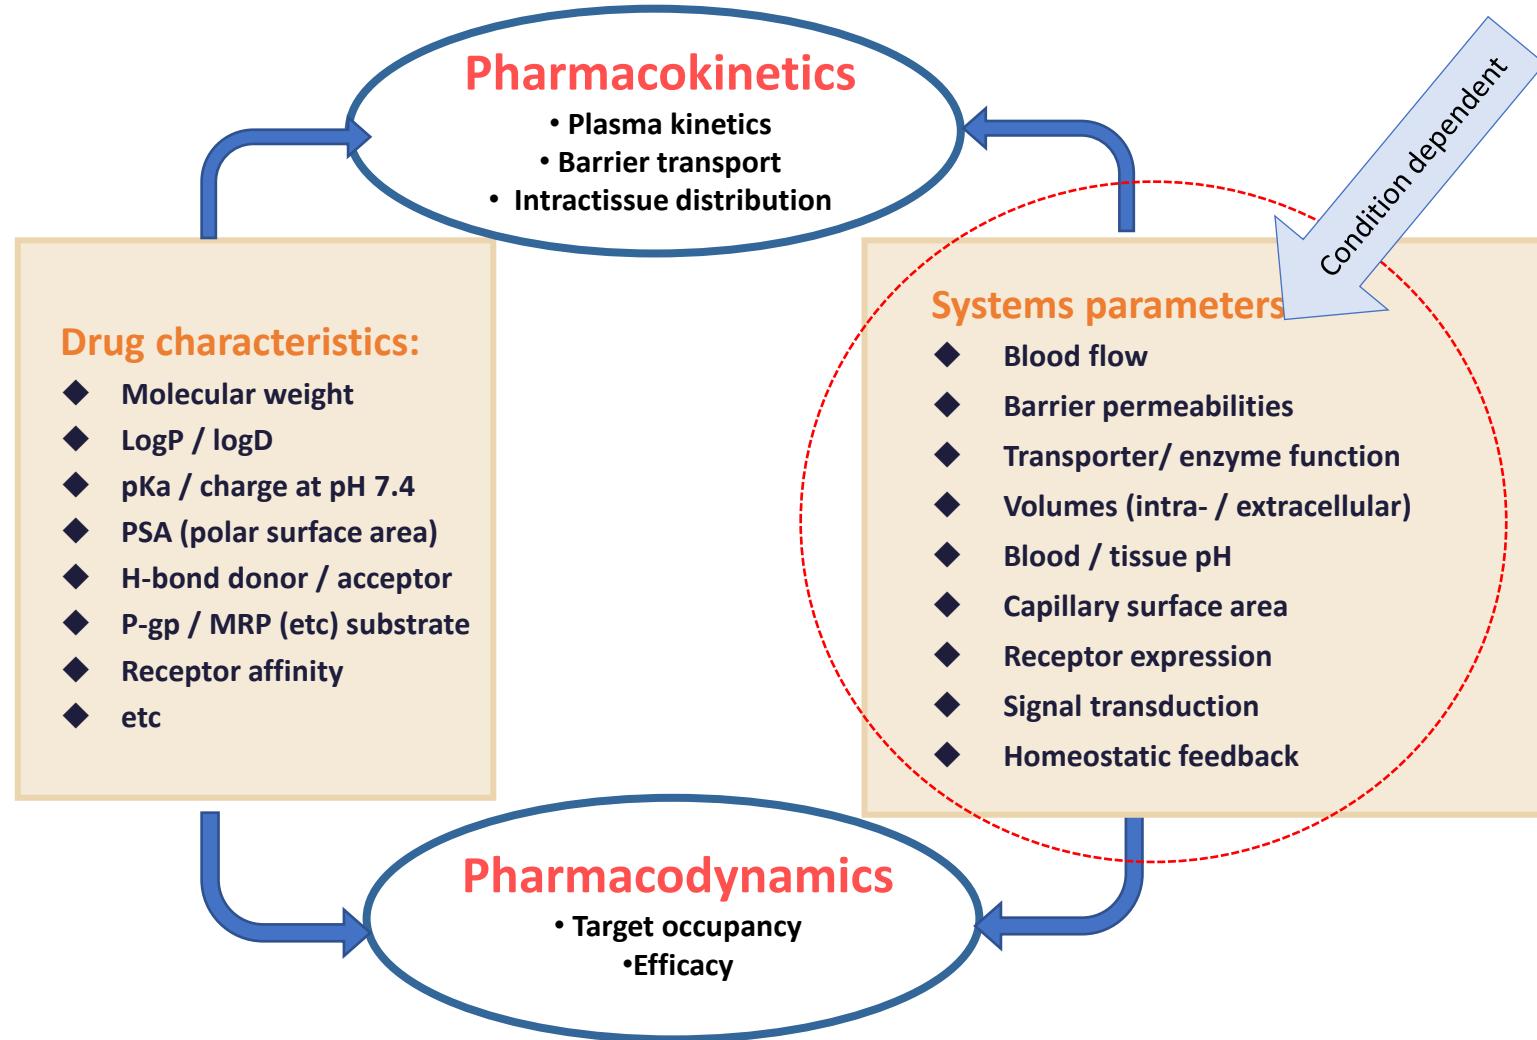 Pharmacokinetics
• Plasma kinetics
• Barrier transport
• Intractissue distribution
Condition dependent
Drug characteristics:
◆ Molecular weight
◆ LogP / logD
◆ pKa / charge at pH 7.4
◆ PSA (polar surface area)
◆ H-bond donor / acceptor
◆ P-gp / MRP (etc) substrate
◆ Receptor affinity
◆ etc
Systems parameters
◆ Blood flow
◆ Barrier permeabilities
◆ Transporter/ enzyme function
◆ Volumes (intra- / extracellular)
◆ Blood / tissue pH
◆ Capillary surface area
◆ Receptor expression
◆ Signal transduction
◆ Homeostatic feedback
Pharmacodynamics
• Target occupancy
•Efficacy